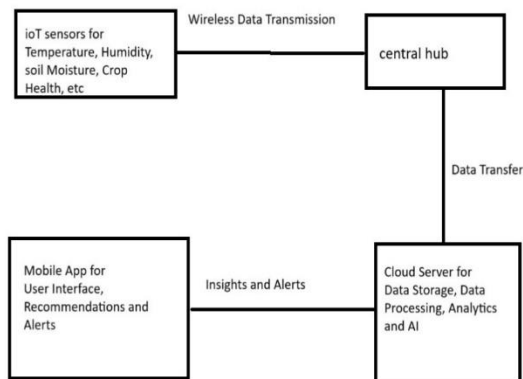 Wireless Data Transmission
ioT sensors for
Temperature, Humidity,
soil Moisture, Crop
Health, etc
central hub
Data Transfer
Mobile App for
User Interface,
Recommendations and
Alerts
Insights and Alerts
Cloud Server for
Data Storage, Data
Processing, Analytics
and AI